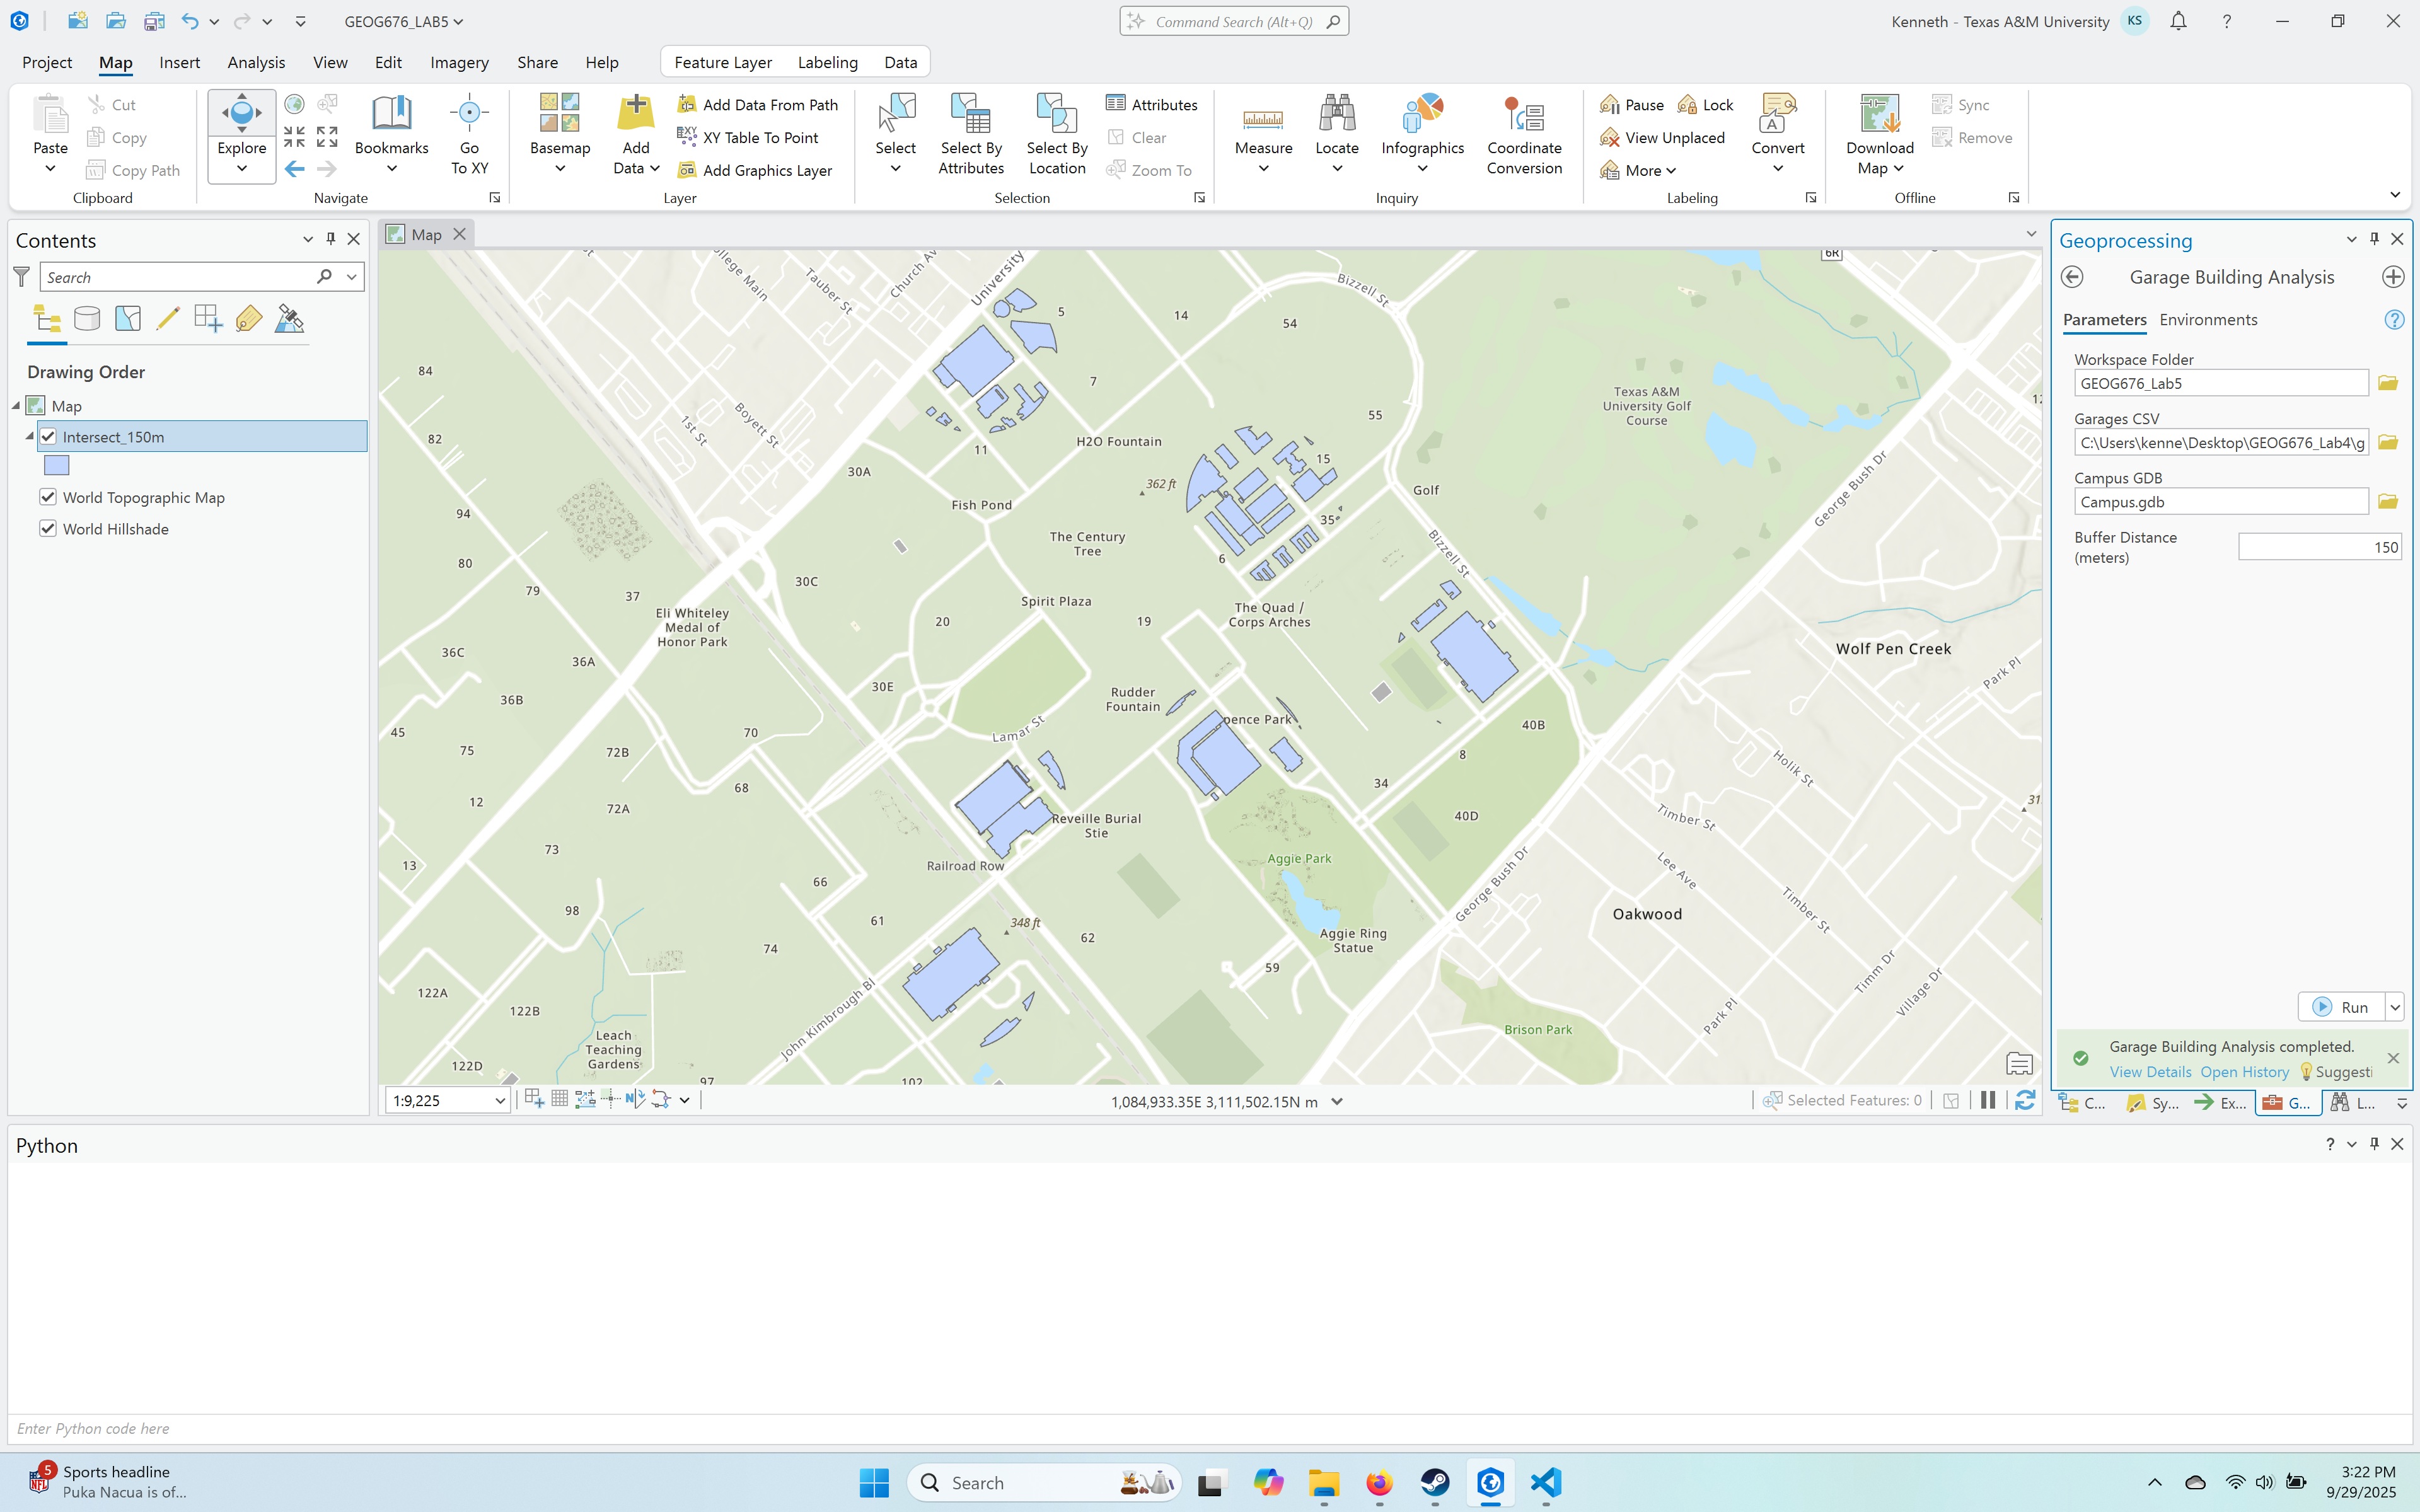 GEOG676_LAB5
Command Search (Alt+Q)
Kenneth - Texas A&M University
KS
?
Project
Map
Insert
Analysis
View
Edit
Imagery
Share
Help
Feature Layer
Labeling
Data
Paste
Cut
Copy
Copy Path
Clipboard
Explore
Bookmarks
Go
To XY
Navigate
Basemap
Add
Data
Add Data From Path
XY Table To Point
Add Graphics Layer
Layer
Select
Select By
Attributes
Select By
Location
Attributes
Clear
Zoom To
Selection
Measure
Locate
Infographics
Coordinate
Conversion
Inquiry
Pause
Lock
View Unplaced
More
Convert
Labeling
Download
Map
Sync
Remove
Offline
Contents
Search
Drawing Order
Map
Intersect_150m
World Topographic Map
World Hillshade
Map
Tauber St
Church Av
University
Bizzell St
6R
5
14
54
84
7
55
Texas A&M
University Golf
Course
1st St
Boyett St
82
11
H2O Fountain
30A
15
362 ft
Golf
George Bush Dr
94
Fish Pond
35
The Century
Tree
Bizzell St
80
6
79
37
30C
Spirit Plaza
The Quad /
Corps Arches
Eli Whiteley
Medal of
Honor Park
20
19
Wolf Pen Creek
36C
36A
Park Pl
30E
Rudder
Fountain
36B
pence Park
40B
45
75
72B
70
Lamar St
8
Holik St
68
34
12
72A
40D
Timber St
Reveille Burial
Stie
73
Aggie Park
13
Railroad Row
66
Lee Ave
Timber St
98
61
348 ft
George Bush Dr
Oakwood
74
62
Aggie Ring
Statue
59
122A
John Kimbrough Bl
Timm Dr
Village Dr
122B
Park Pl
Leach
Teaching
Gardens
Brison Park
122D
97
102
1:9,225
1,084,933.35E 3,111,502.15N m
Selected Features: 0
Geoprocessing
Garage Building Analysis
Parameters
Environments
?
Workspace Folder
GEOG676_Lab5
Garages CSV
C:\Users\kenne\Desktop\GEOG676_Lab4\g
Campus GDB
Campus.gdb
Buffer Distance
(meters)
150
Run
Garage Building Analysis completed.
View Details
Open History
Suggesti
C...
Sy...
Ex...
G...
L...
Python
?
Enter Python code here
5
NFL
Sports headline
Puka Nacua is of...
Search
3:22 PM
9/29/2025